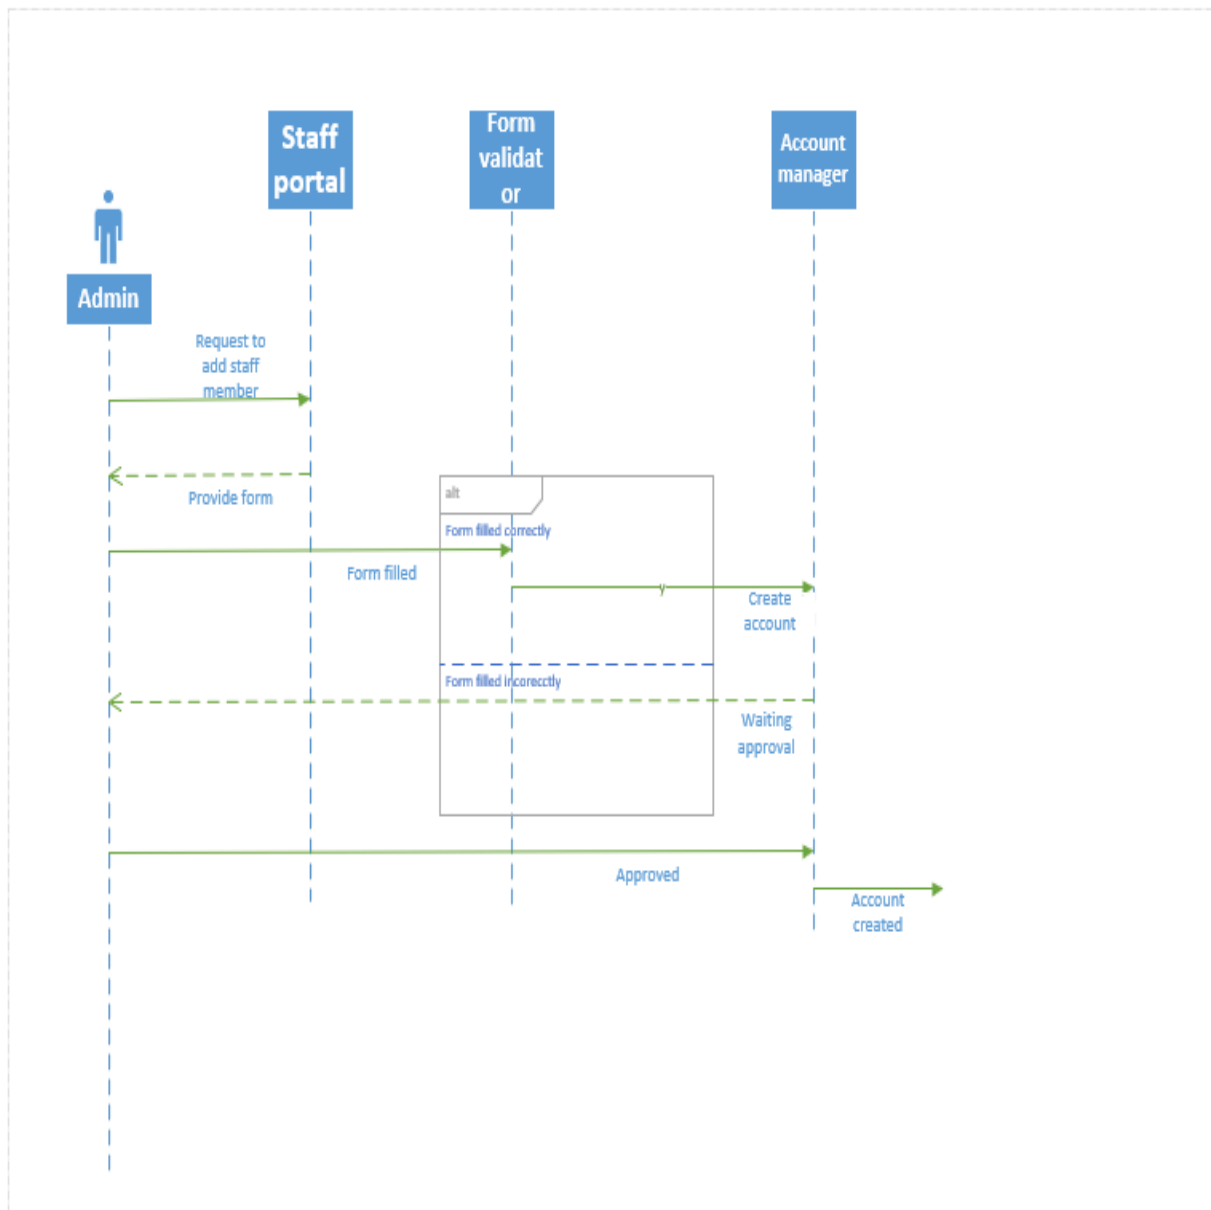 Staff
portal
Form
validat
or
Account
manager
Admin
Request to
add staff
member
Provide form
alt
Form filled correctly
Form filled
y
Create
account
Form filled incorecctly
Waiting
approval
Approved
Account
created